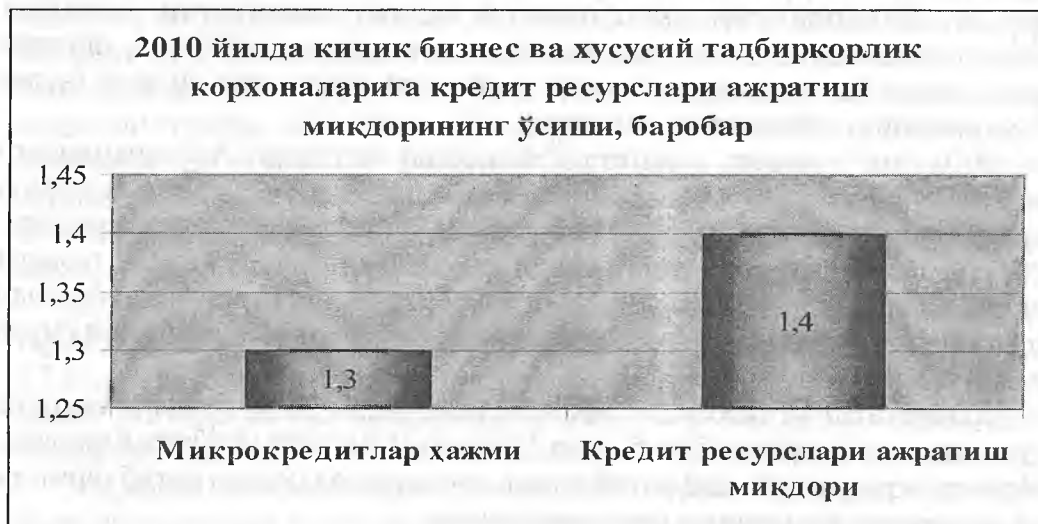 2010 йилда кичик бизнес ва хусусий тадбиркорлик
корхоналарига кредит ресурслари ажратиш
миқдорининг ўсиши, баробар
1,45
1,4
1,35
1,3
1,25
1,3
1,4
Микрокредитлар ҳажми
Кредит ресурслари ажратиш
миқдори